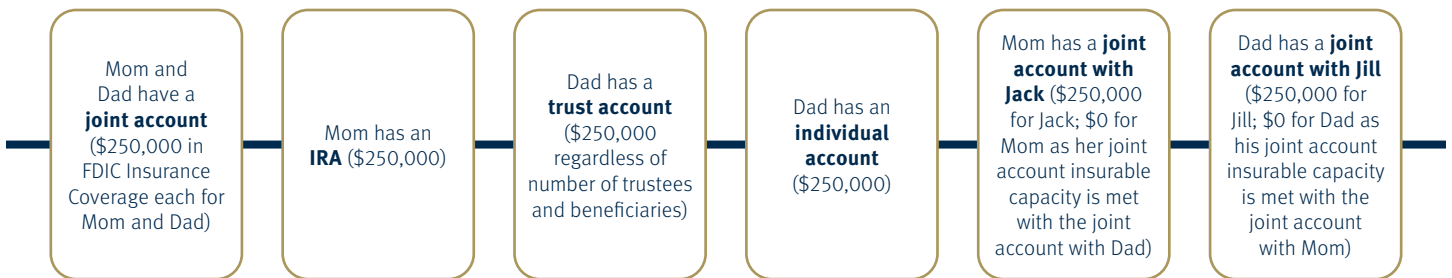 Mom and
Dad have a
joint account
($250,000 in
FDIC Insurance
Coverage each for
Mom and Dad)
Mom has an
IRA ($250,000)
Dad has a
trust account
($250,000
regardless of
number of trustees
and beneficiaries)
Dad has an
individual
account
($250,000)
Mom has a joint
account with
Jack ($250,000
for Jack; $0 for
Mom as her joint
account insurable
capacity is met
with the joint
account with Dad)
Dad has a joint
account with Jill
($250,000 for
Jill; $0 for Dad as
his joint account
insurable capacity
is met with the
joint account
with Mom)